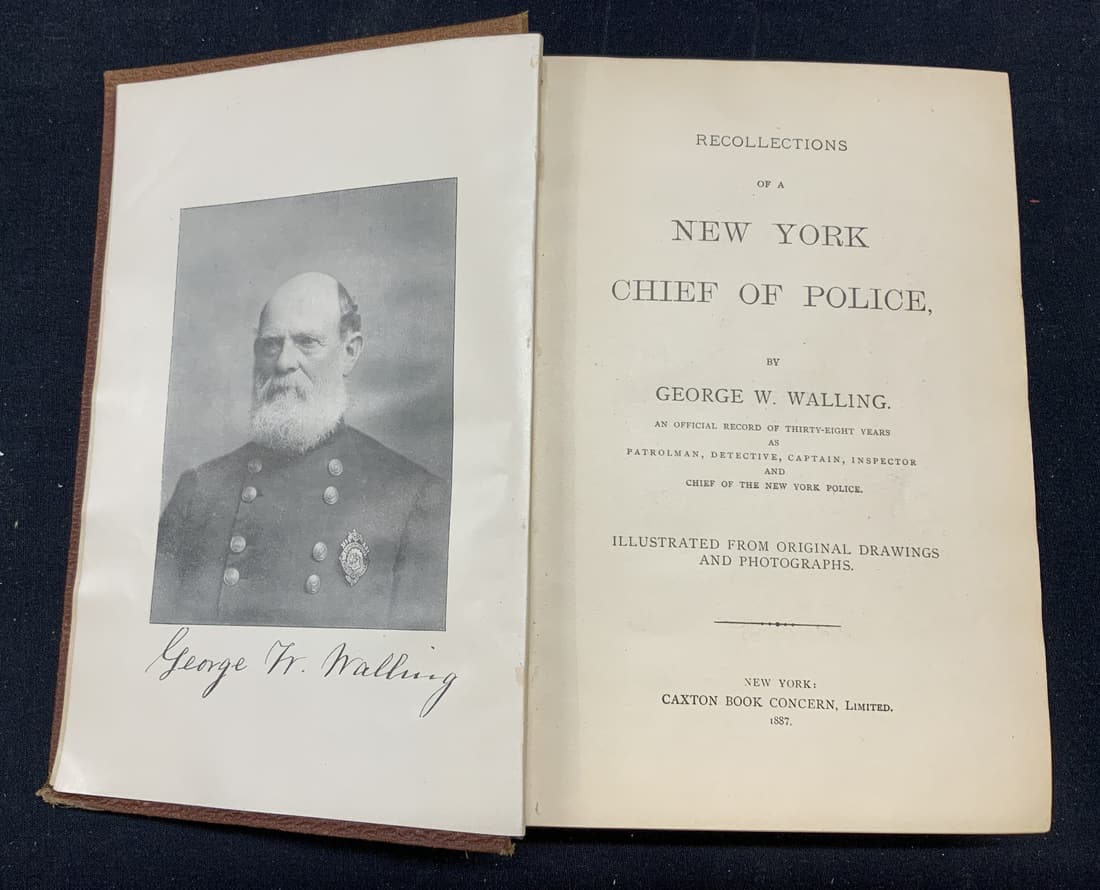 George W. Walling
RECOLLECTIONS
OF A
NEW YORK
CHIEF OF POLICE,
BY
GEORGE W. WALLING.
AN OFFICIAL RECORD OF THIRTY-EIGHT YEARS
AS
PATROLMAN, DETECTIVE, CAPTAIN, INSPECTOR
AND
CHIEF OF THE NEW YORK POLICE.
ILLUSTRATED FROM ORIGINAL DRAWINGS
AND PHOTOGRAPHS.
NEW YORK:
CAXTON BOOK CONCERN, LIMITED.
1887.